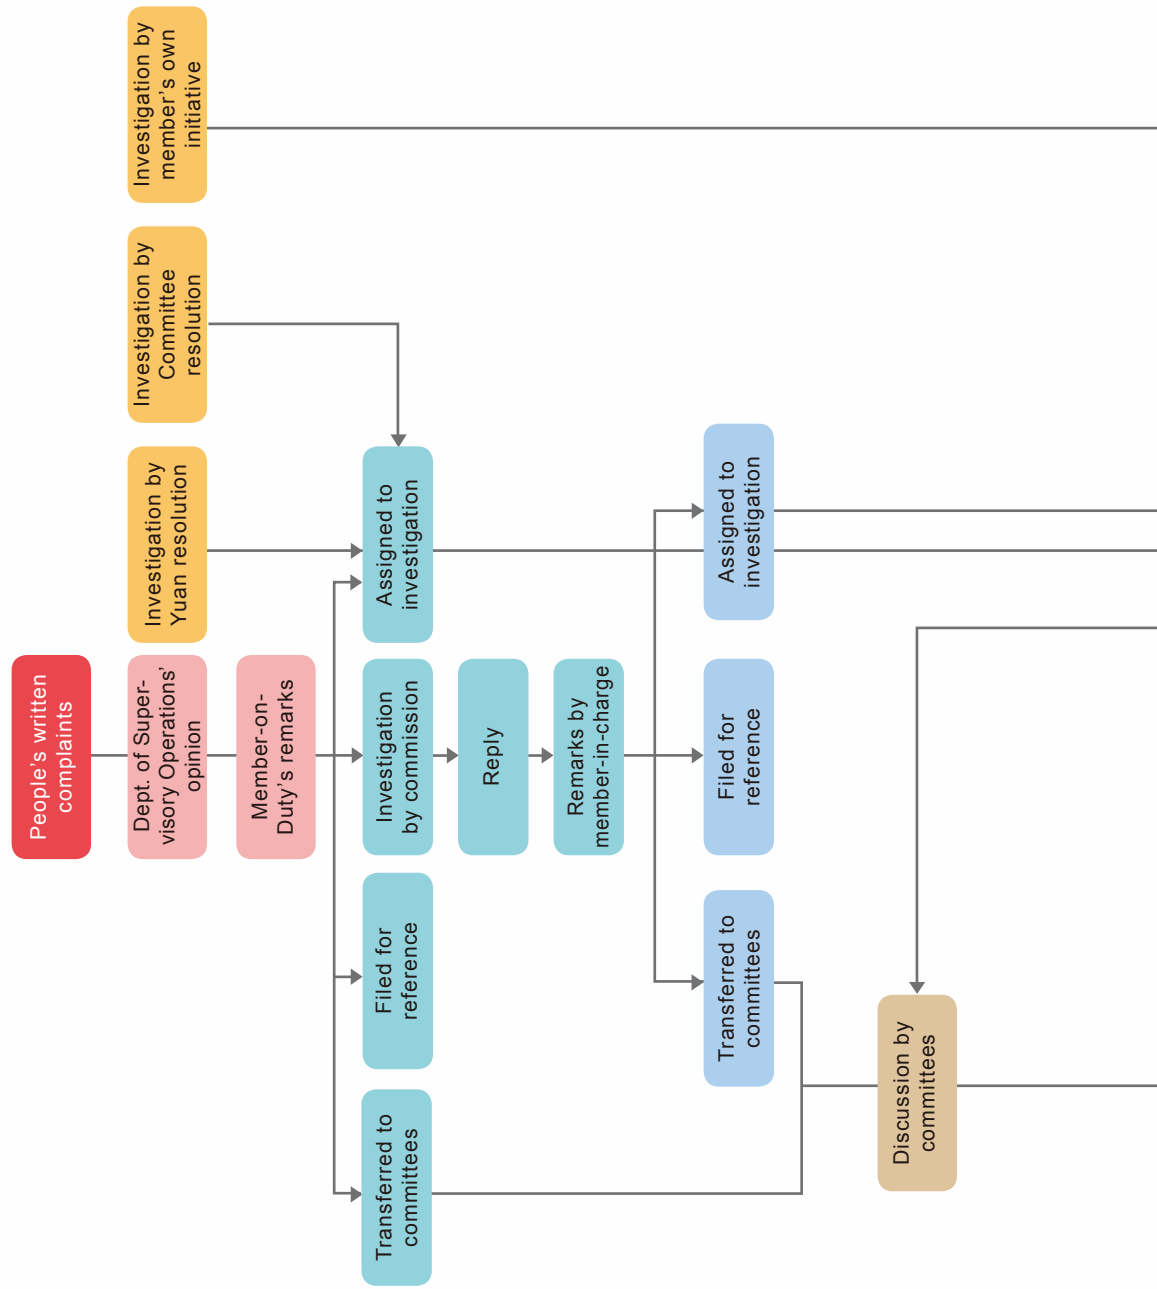 People's written
complaints
Investigation by
member's own
initiative
Investigation by
Committee
resolution
Investigation by
Yuan resolution
Dept. of Super-
visory Operations'
opinion
Member-on-
Duty's remarks
Transferred to
committees
Filed for
reference
Investigation
by commission
Assigned to
investigation
Reply
Remarks by
member-in-charge
Transferred to
committees
Filed for
reference
Assigned to
investigation
Discussion by
committees